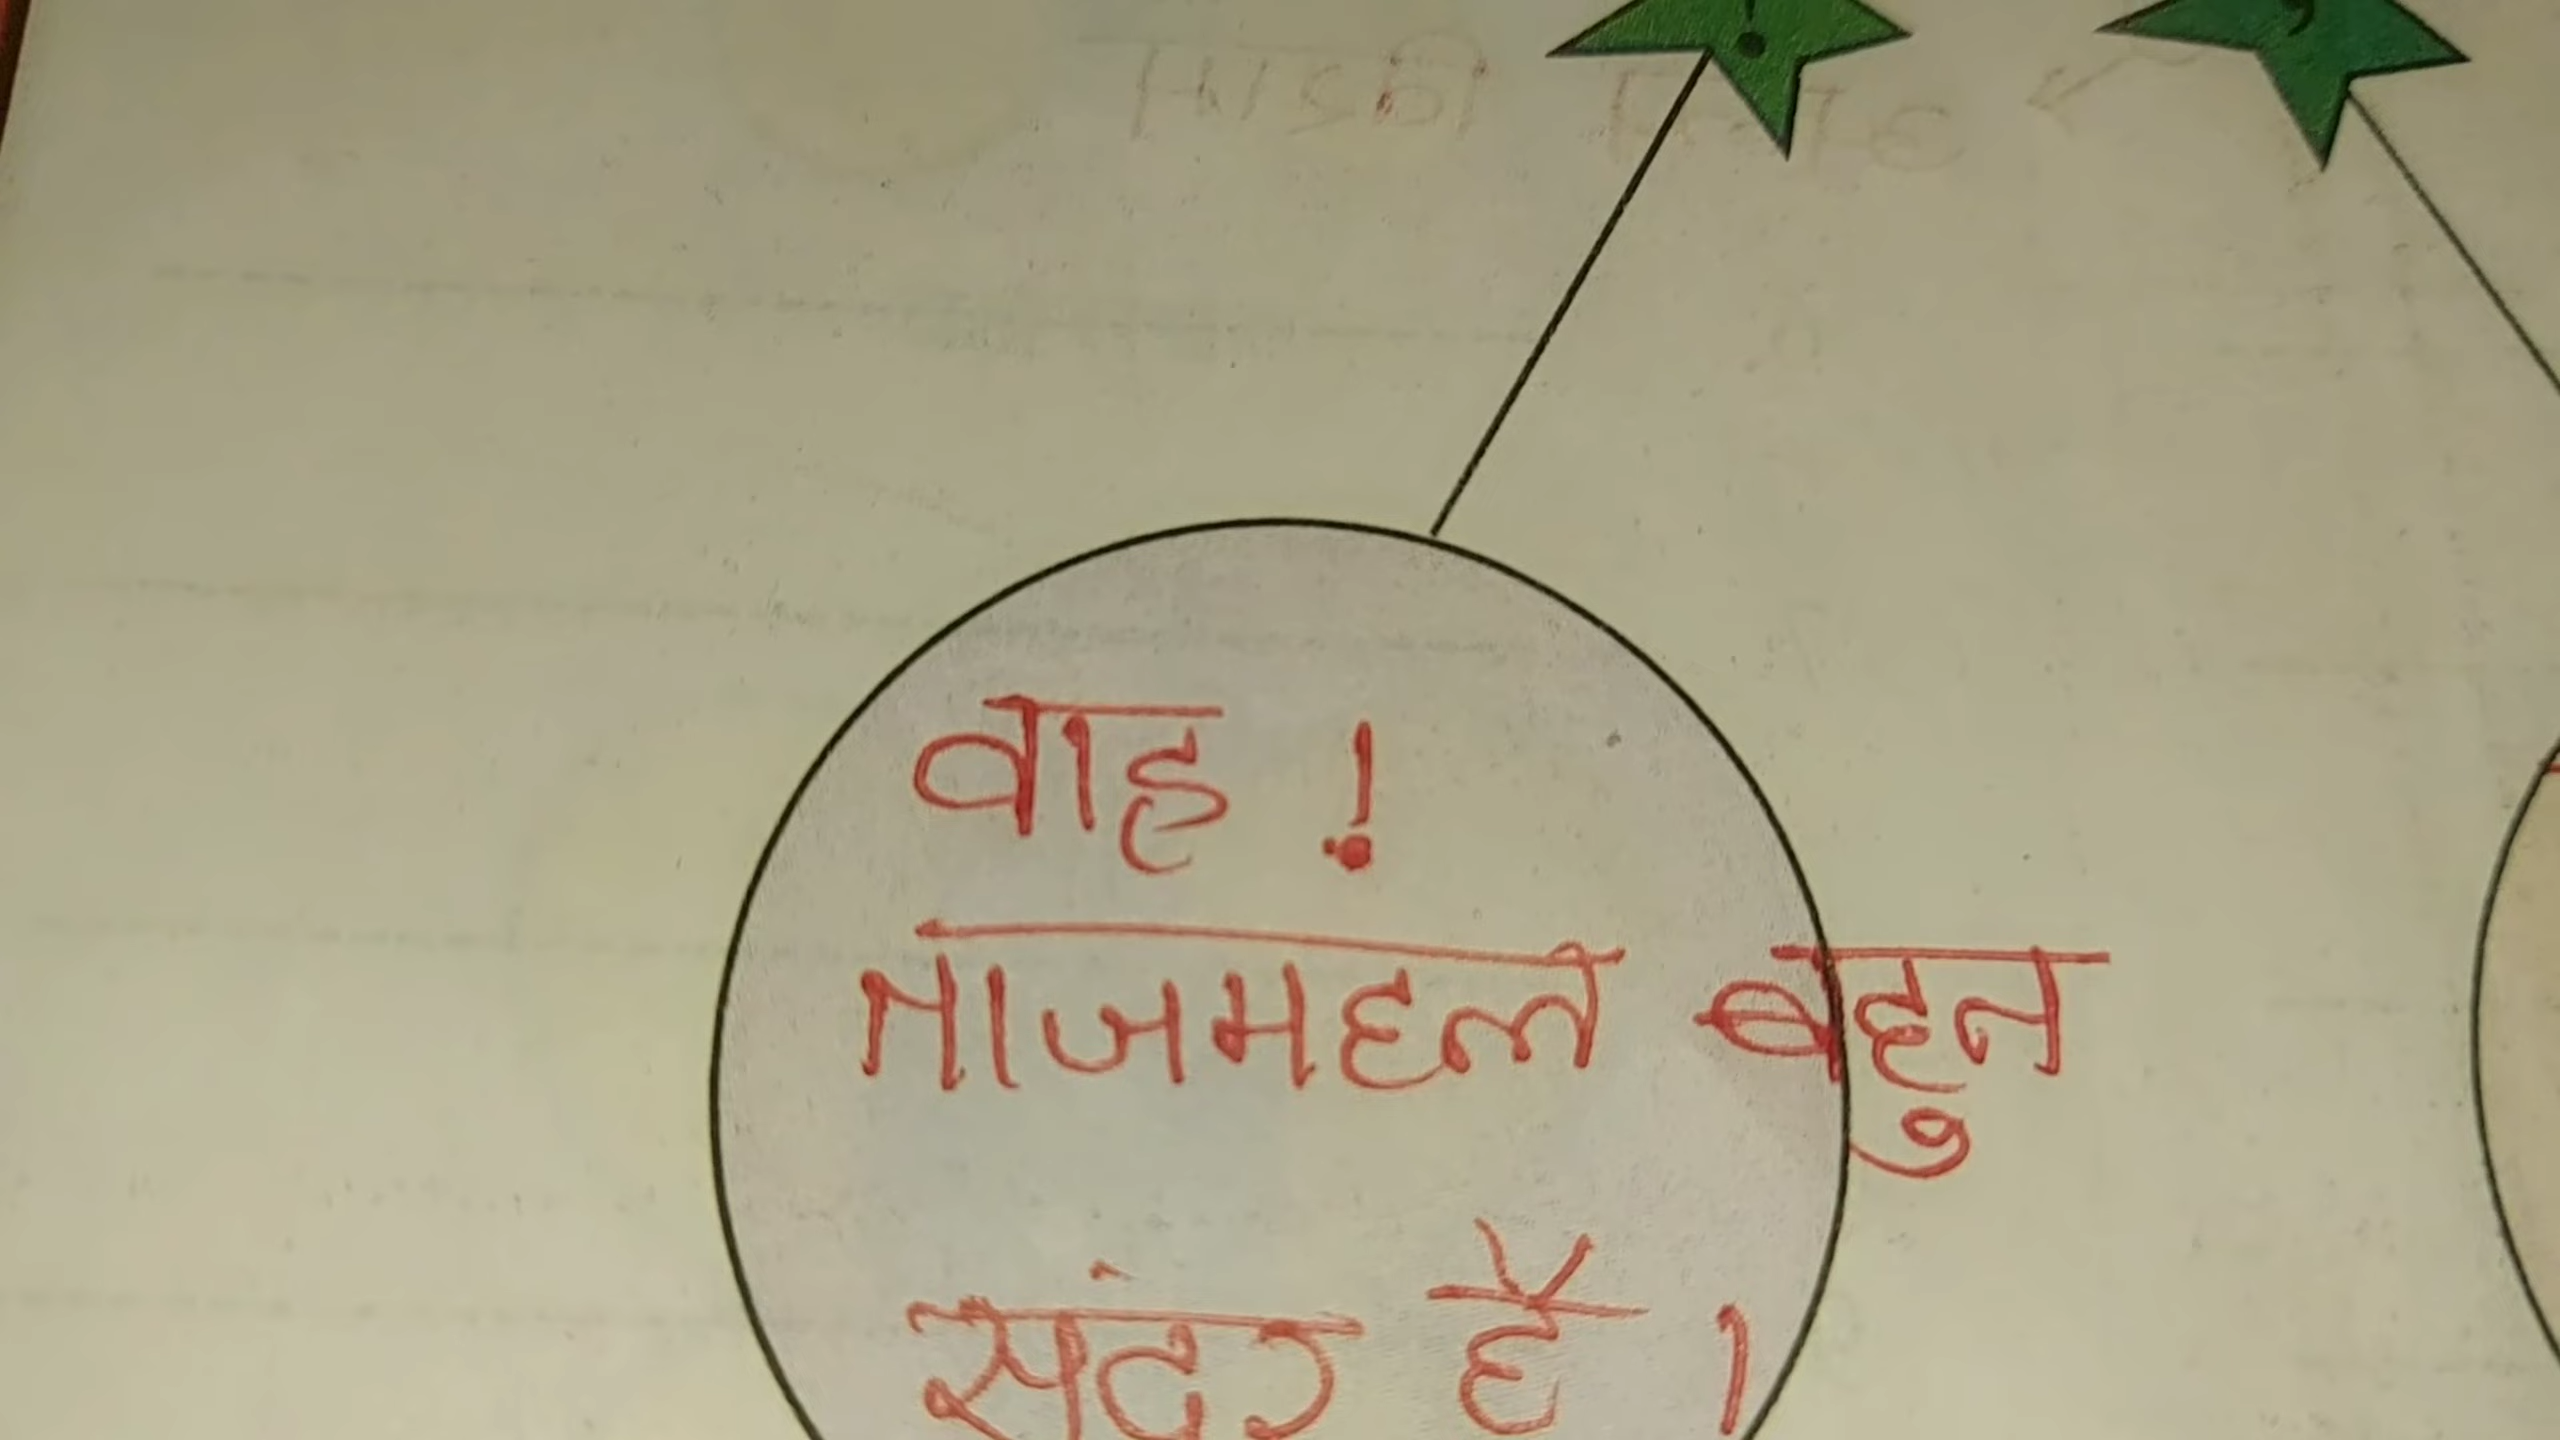 !
,
वाह !
ताजमहल बहुत
सुंदर है।